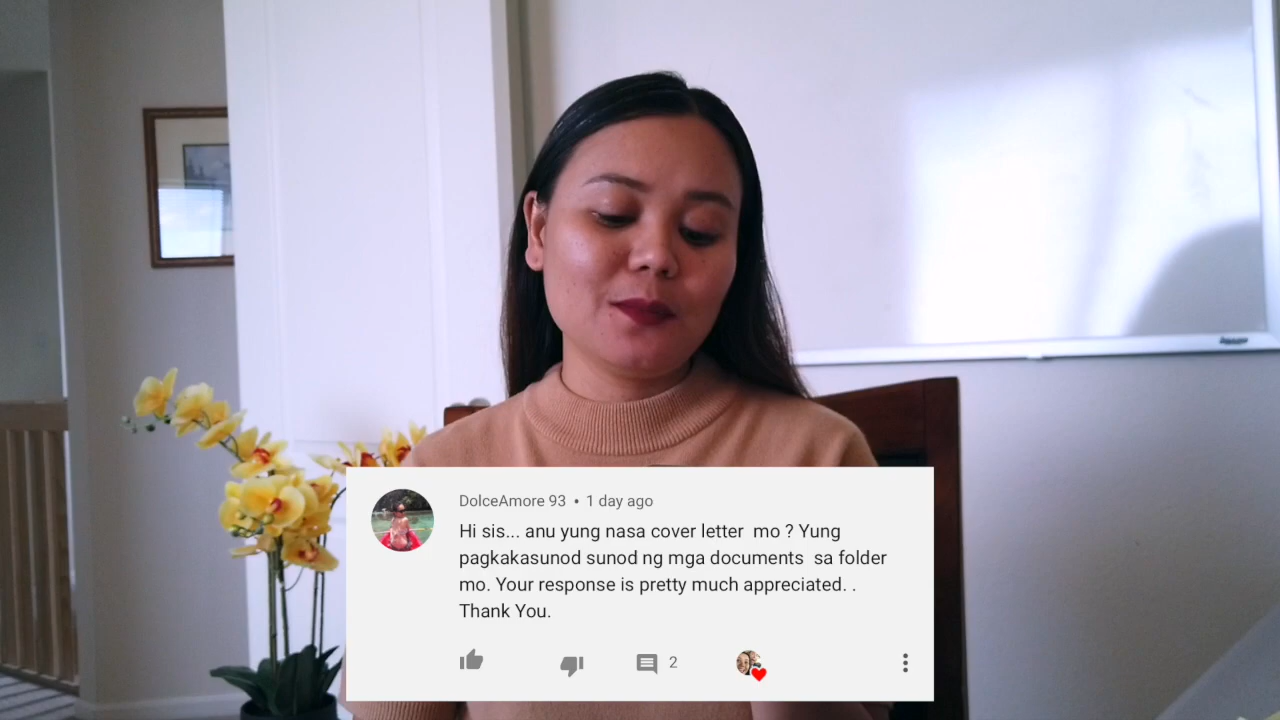 DolceAmore 93 • 1 day ago
Hi sis... anu yung nasa cover letter mo ? Yung
pagkakasunod sunod ng mga documents sa folder
mo. Your response is pretty much appreciated. .
Thank You.
2